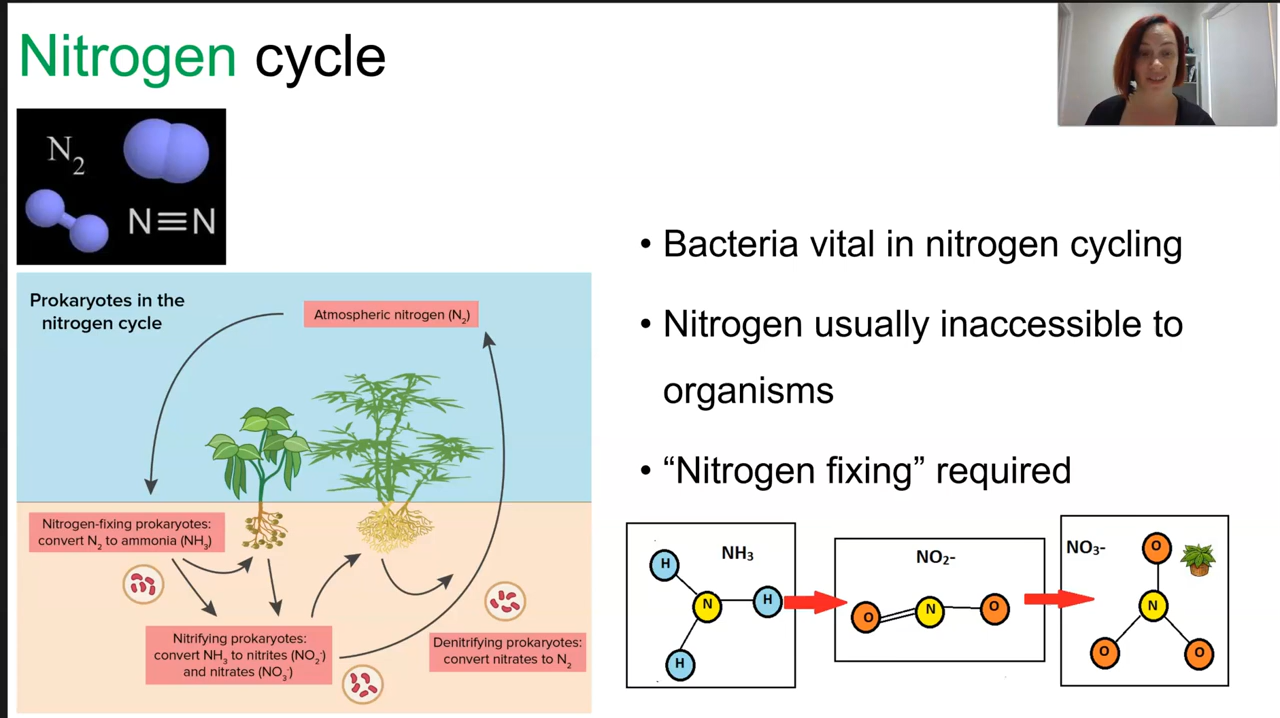 Nitrogen cycle
N₂
N≡N
Prokaryotes in the
nitrogen cycle
Atmospheric nitrogen (N₂)
Nitrogen-fixing prokaryotes:
convert N₂ to ammonia (NH₃)
Nitrifying prokaryotes:
convert NH₃ to nitrites (NO₂⁻)
and nitrates (NO₃⁻)
Denitrifying prokaryotes:
convert nitrates to N₂
• Bacteria vital in nitrogen cycling
• Nitrogen usually inaccessible to
organisms
• “Nitrogen fixing” required
NH₃
H
N
H
H
NO₂-
O
N
O
NO₃-
O
N
O
O